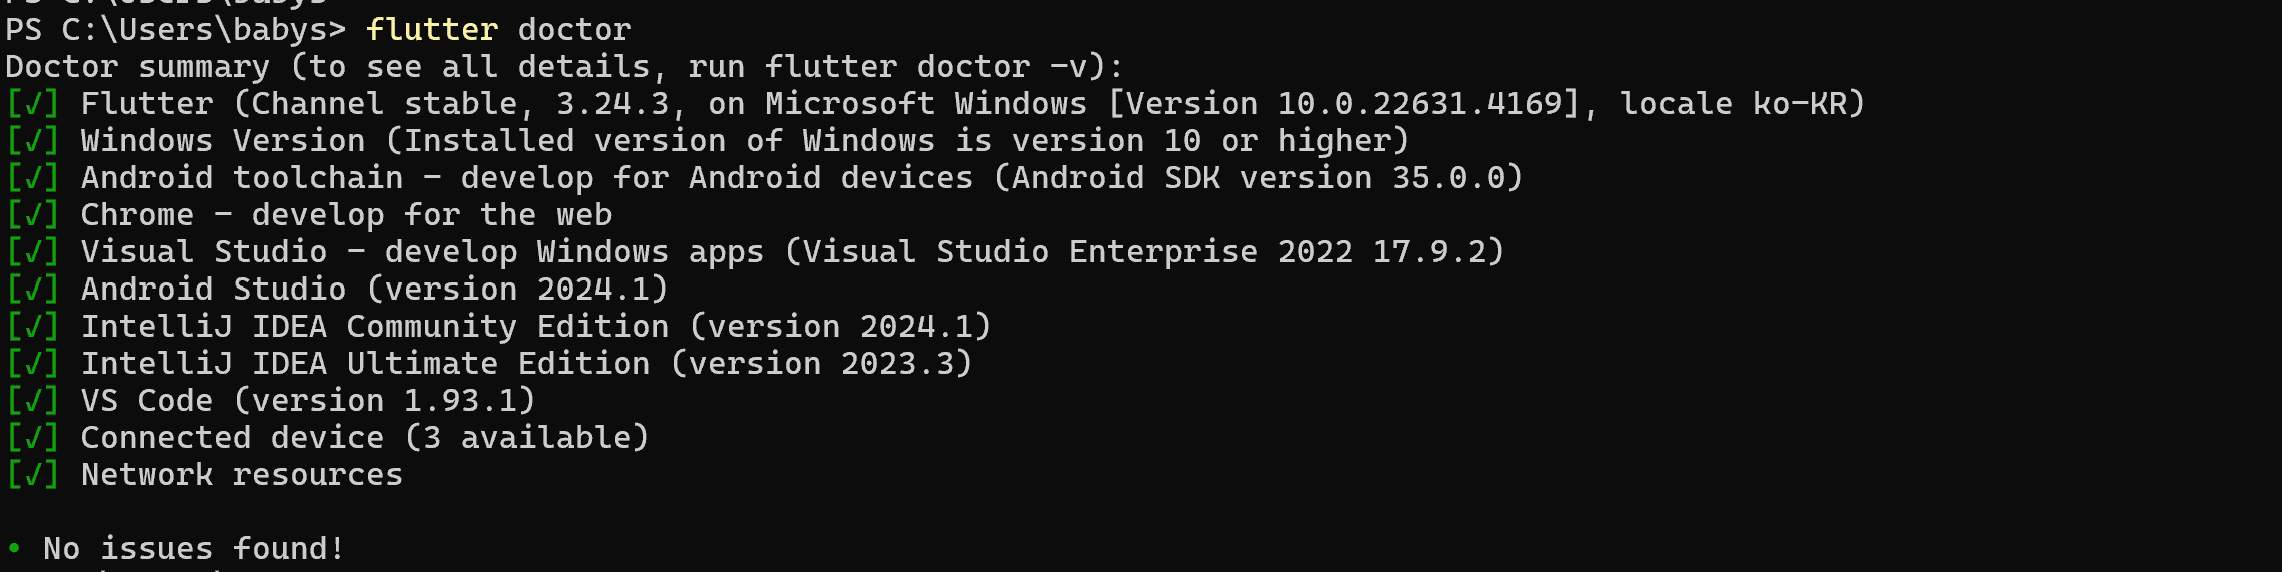 PS C:\Users\babys>
PS C:\Users\babys> flutter doctor
Doctor summary (to see all details, run flutter doctor -v):
[√] Flutter (Channel stable, 3.24.3, on Microsoft Windows [Version 10.0.22631.4169], locale ko-KR)
[√] Windows Version (Installed version of Windows is version 10 or higher)
[√] Android toolchain - develop for Android devices (Android SDK version 35.0.0)
[√] Chrome - develop for the web
[√] Visual Studio - develop Windows apps (Visual Studio Enterprise 2022 17.9.2)
[√] Android Studio (version 2024.1)
[√] IntelliJ IDEA Community Edition (version 2024.1)
[√] IntelliJ IDEA Ultimate Edition (version 2023.3)
[√] VS Code (version 1.93.1)
[√] Connected device (3 available)
[√] Network resources
• No issues found!